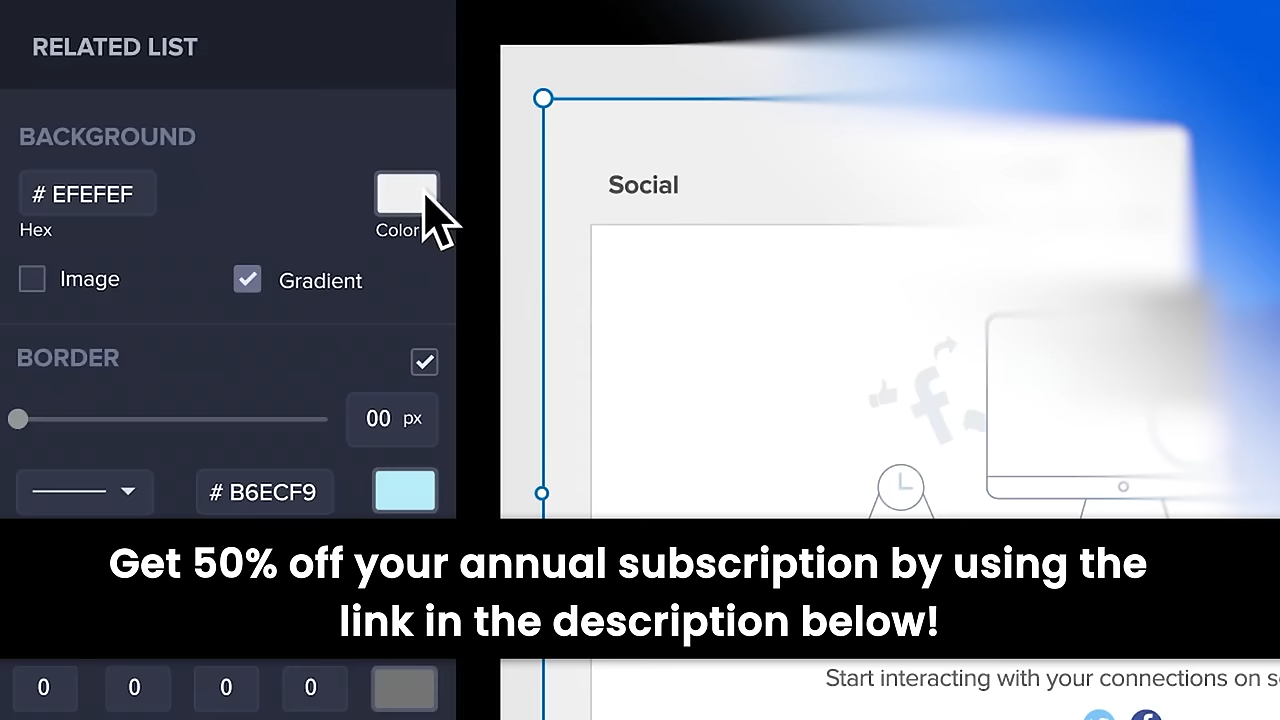 RELATED LIST
BACKGROUND
# EFEFEF
Hex
Color
Image
Gradient
BORDER
00 px
# B6ECF9
Social
Get 50% off your annual subscription by using the
link in the description below!
0 0 0 0
Start interacting with your connections on